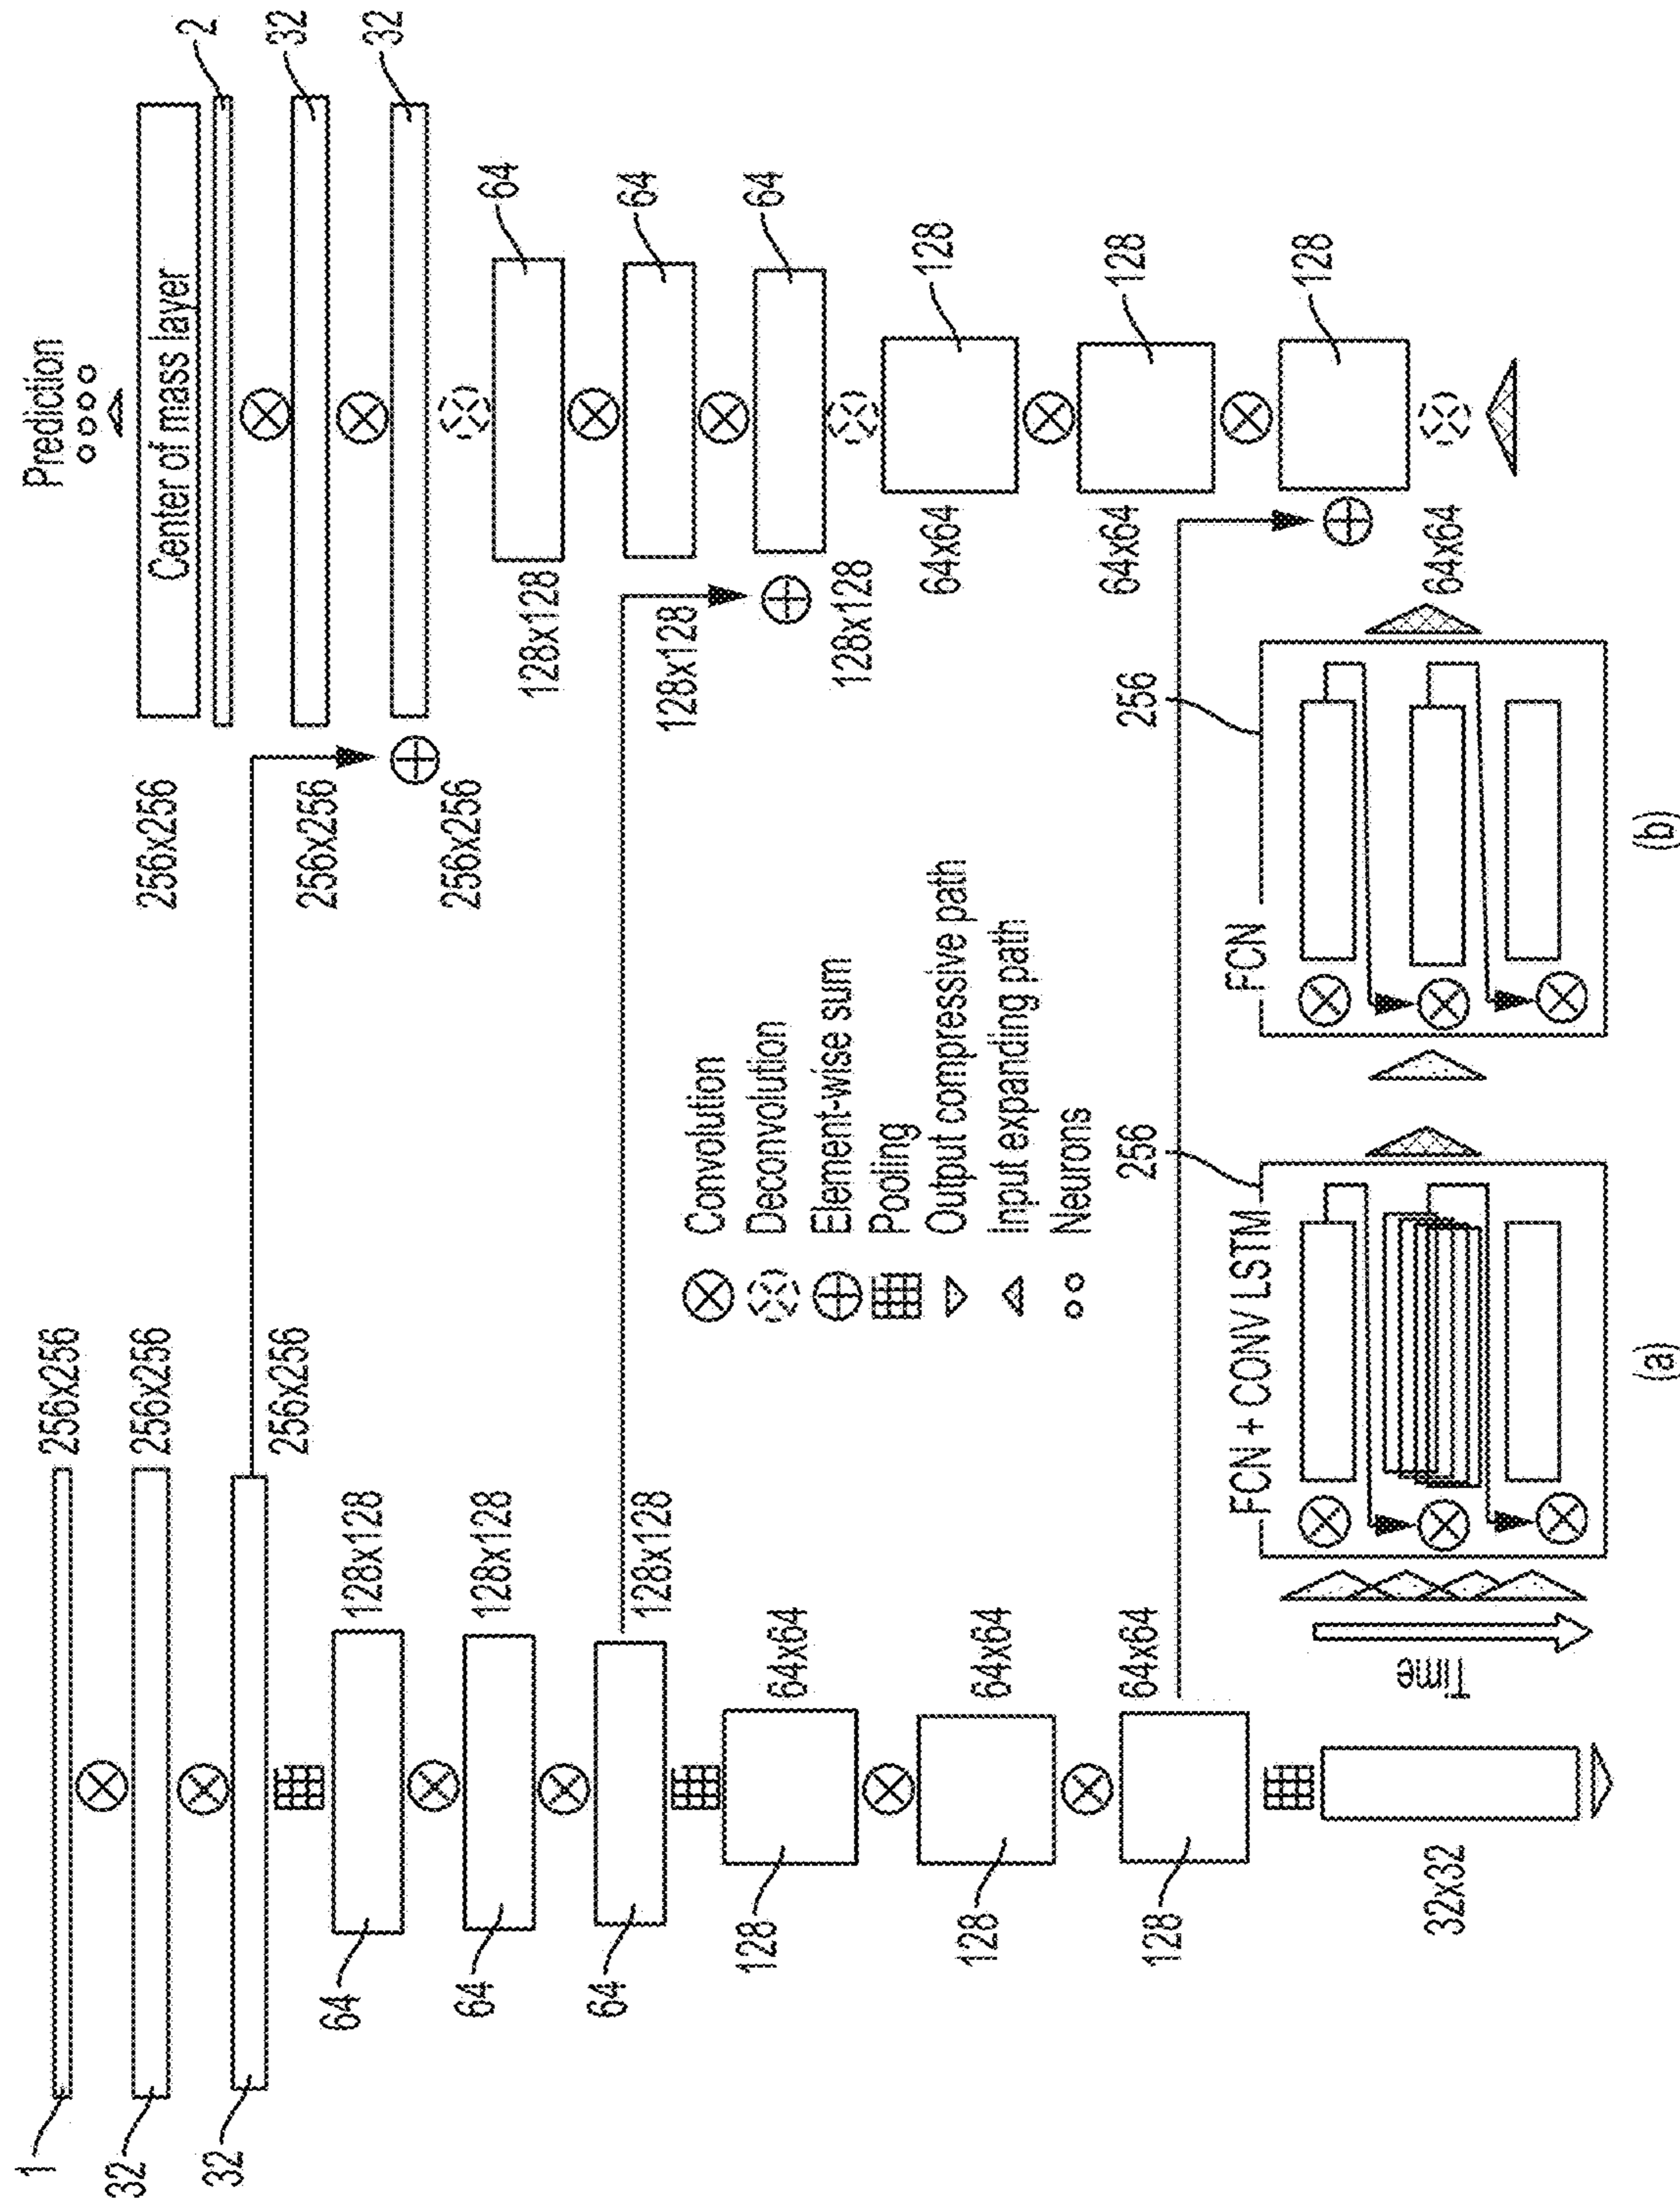 1
256x256
32
256x256
32
256x256
64
128x128
64
128x128
64
128x128
128
64x64
128
64x64
128
64x64
32x32
Prediction
Center of mass layer
2
256x256
32
256x256
32
256x256
64
128x128
64
128x128
64
128x128
128
64x64
128
64x64
128
64x64
Convolution
Deconvolution
Element-wise sum
Pooling
Output compressive path
Input expanding path
Neurons
256
256
FCN + CONV LSTM
FCN
Time
(a)
(b)